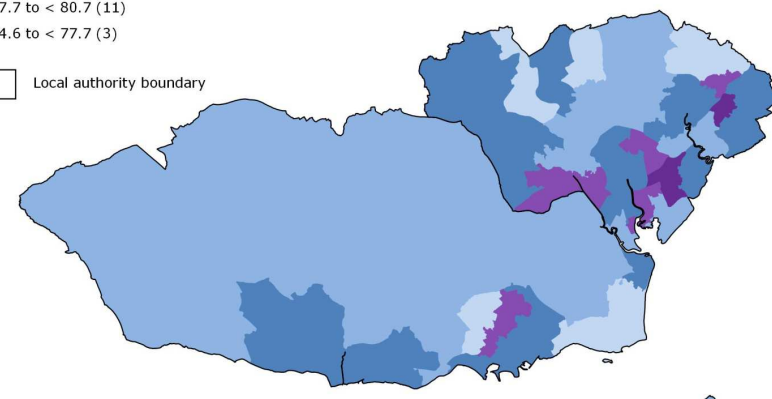 7.7 to < 80.7 (11)
4.6 to < 77.7 (3)
Local authority boundary